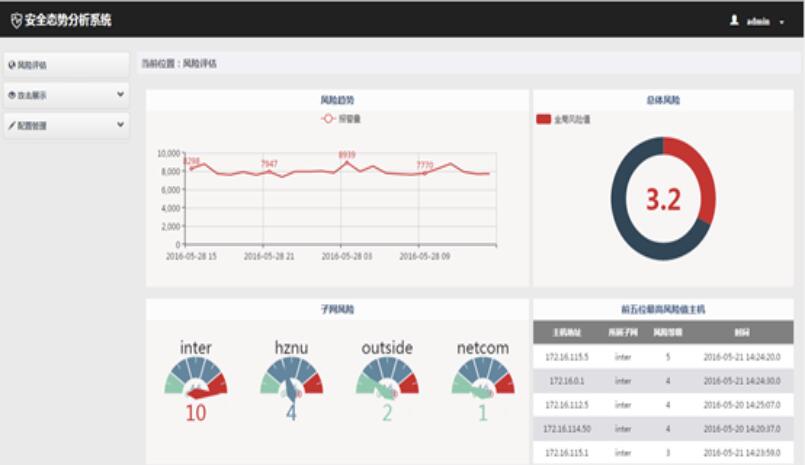 安全态势分析系统
admin
风险评估
攻击展示
配置管理
当前位置：风险评估
风险趋势
报警量
10,000
8,000
6,000
4,000
2,000
0
8298
7947
8939
7770
2016-05-28 15
2016-05-28 21
2016-05-28 03
2016-05-28 09
总体风险
全局风险值
3.2
子网风险
inter
hznu
outside
netcom
10
4
2
1
前五位最高风险值主机
主机地址 所属子网 风险等级 时间
172.16.115.5 inter 5 2016-05-21 14:24:20.0
172.16.0.1 inter 4 2016-05-21 14:24:30.0
172.16.112.5 inter 4 2016-05-20 14:25:07.0
172.16.114.50 inter 4 2016-05-20 14:20:37.0
172.16.115.1 inter 3 2016-05-21 14:23:59.0